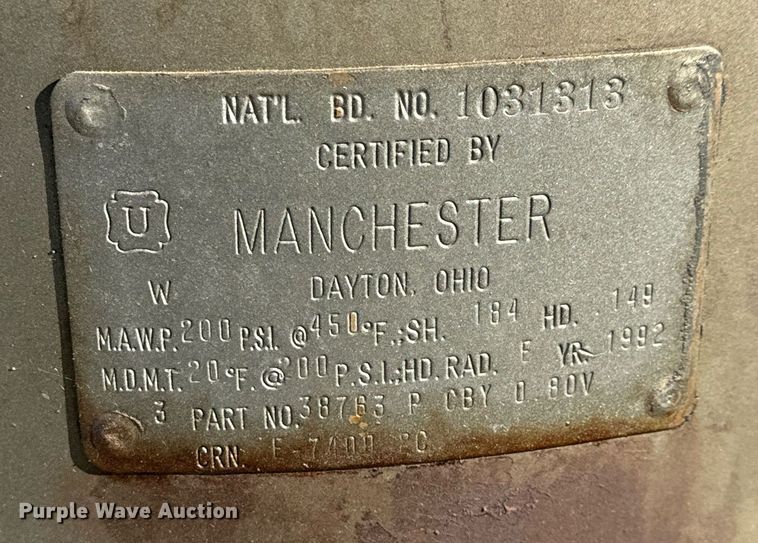 NAT'L. BD. NO. 1031313
CERTIFIED BY
U
MANCHESTER
W DAYTON, OHIO
M.A.W.P. 200 P.S.I. @ 450 °F.; SH. .184 HD. .149
M.D.M.T. 20 °F. @ 200 P.S.I.; HD. RAD. E YR. 1992
3 PART NO. 38763 P CBY 0.80V
CRN.
Purple Wave Auction